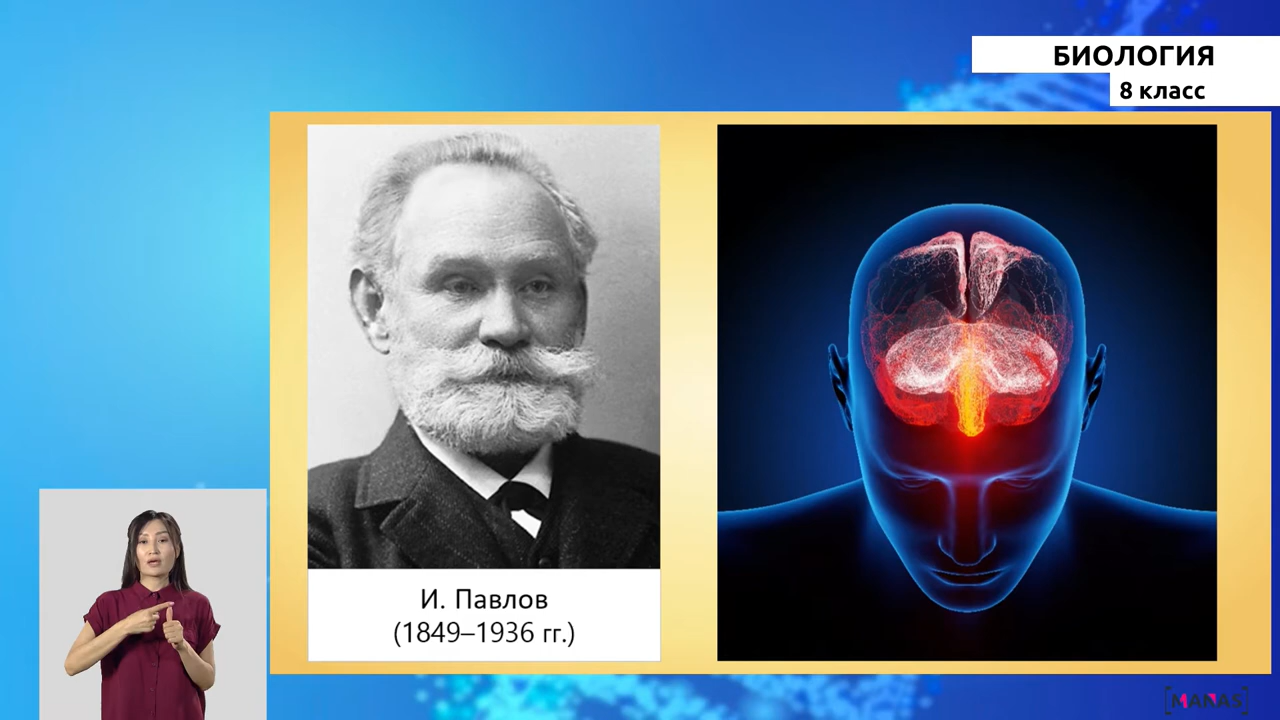 БИОЛОГИЯ
8 класс
И. Павлов
(1849–1936 гг.)
[MANAS]